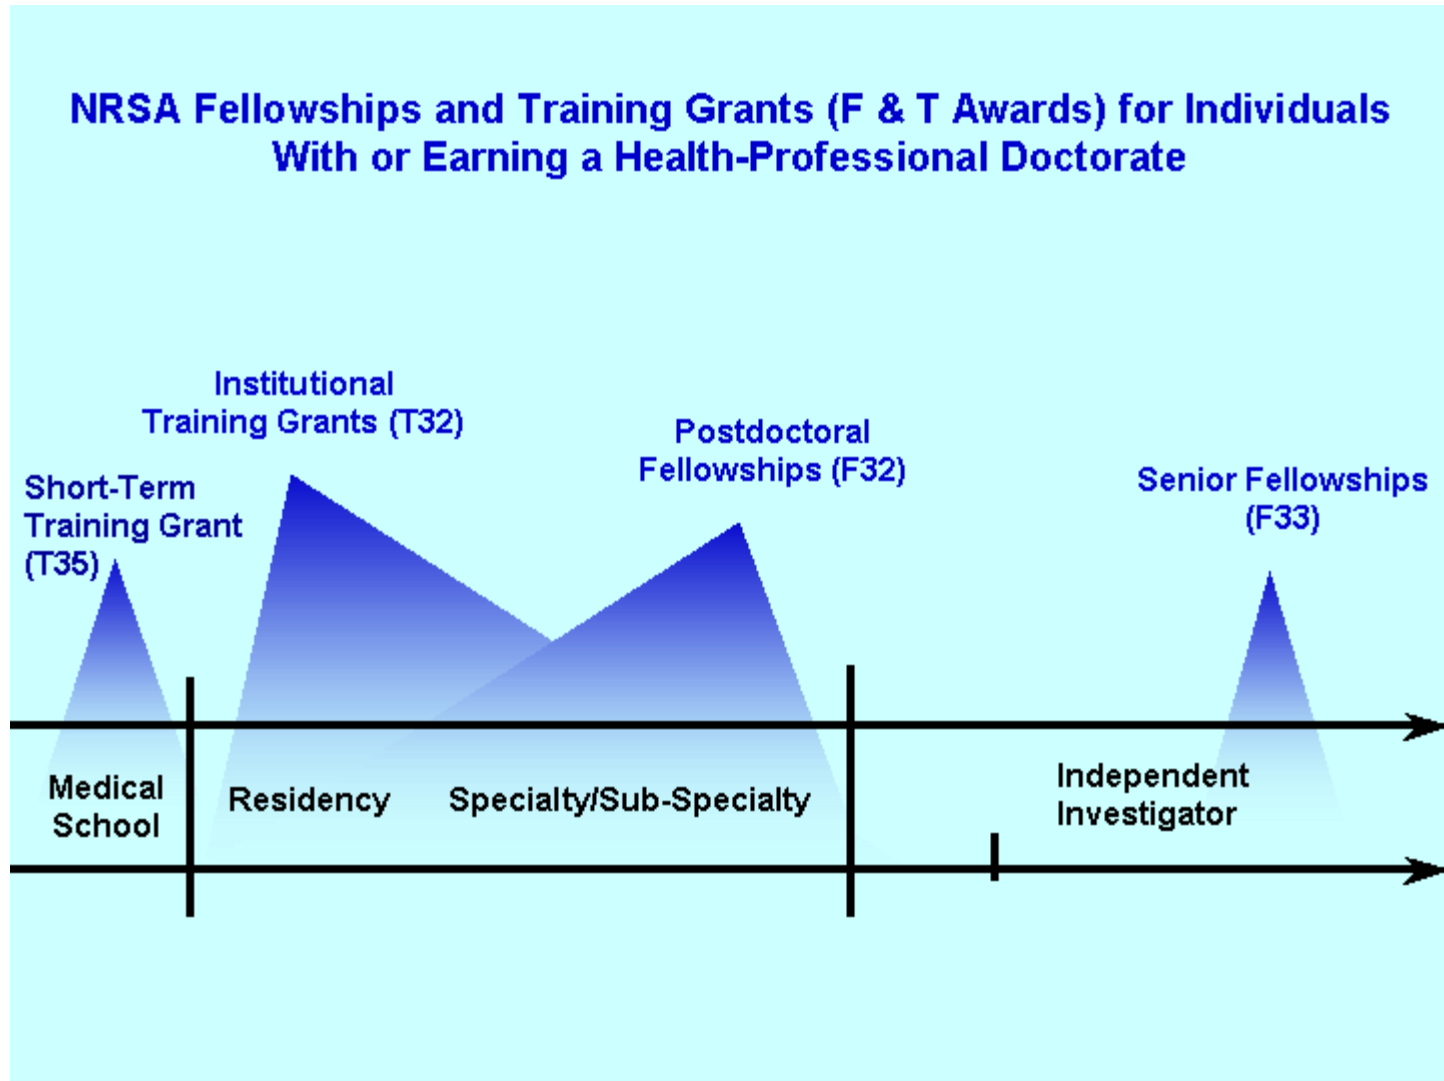 NRSA Fellowships and Training Grants (F & T Awards) for Individuals
With or Earning a Health-Professional Doctorate
Institutional
Training Grants (T32)
Postdoctoral
Fellowships (F32)
Short-Term
Training Grant
(T35)
Senior Fellowships
(F33)
Medical
School
Residency
Specialty/Sub-Specialty
Independent
Investigator